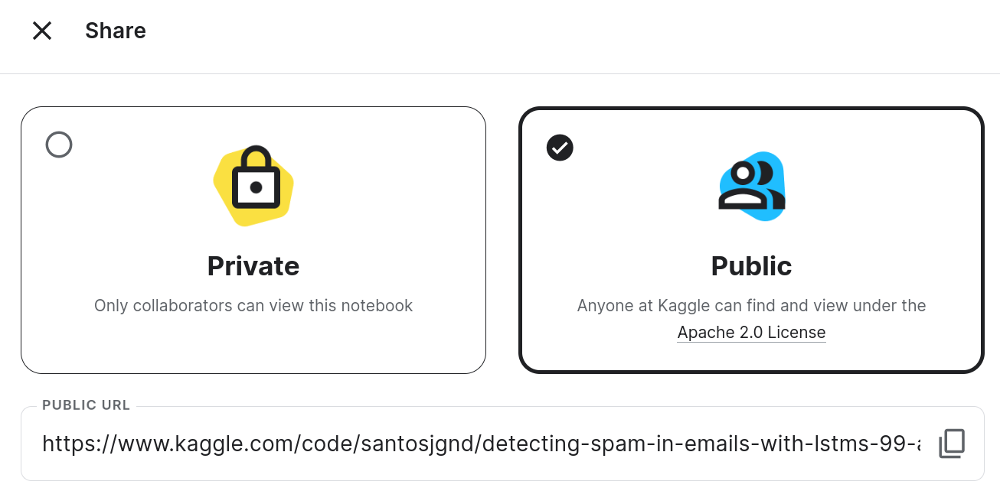 Share
Private
Only collaborators can view this notebook
Public
Anyone at Kaggle can find and view under the
Apache 2.0 License
PUBLIC URL
https://www.kaggle.com/code/santosjgnd/detecting-spam-in-emails-with-lstms-99-